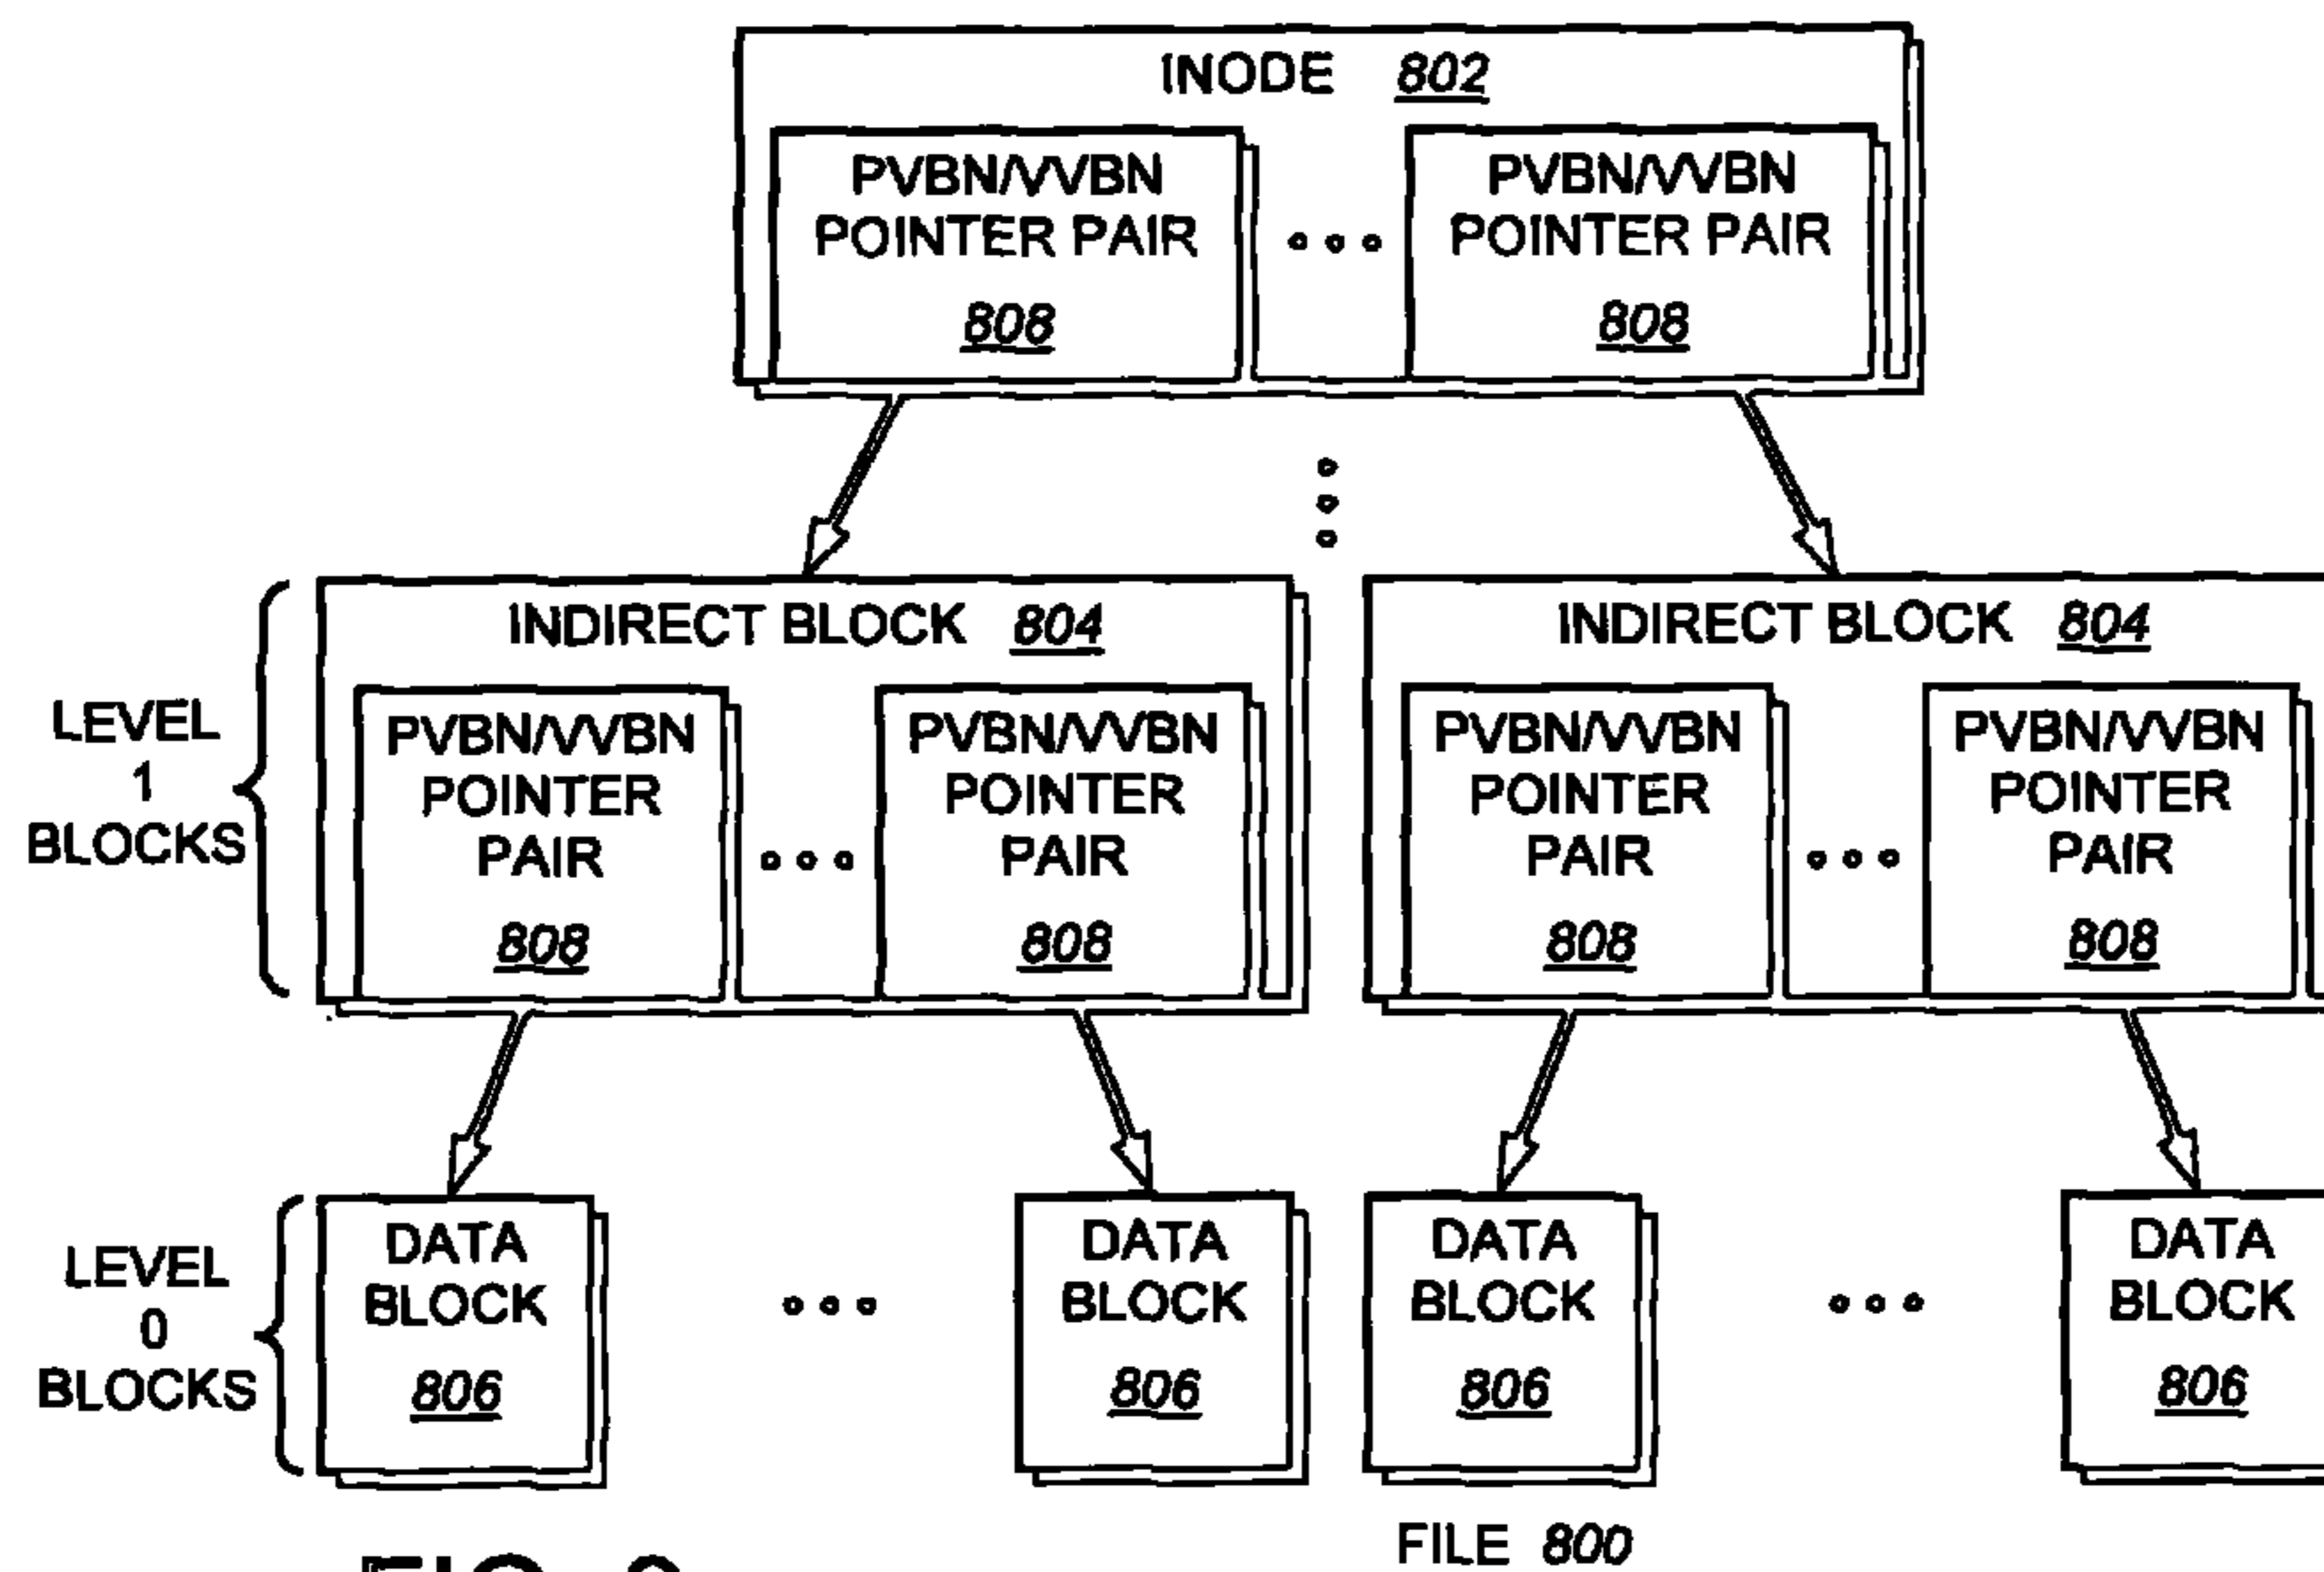 INODE 802
PVBN/VVBN PVBN/VVBN
POINTER PAIR POINTER PAIR
808 808
INDIRECT BLOCK 804 INDIRECT BLOCK 804
LEVEL
1
BLOCKS
PVBN/VVBN PVBN/VVBN PVBN/VVBN PVBN/VVBN
POINTER POINTER POINTER POINTER
PAIR PAIR PAIR PAIR
808 808 808 808
LEVEL
0
BLOCKS
DATA DATA DATA DATA
BLOCK BLOCK BLOCK BLOCK
806 806 806 806
FILE 800